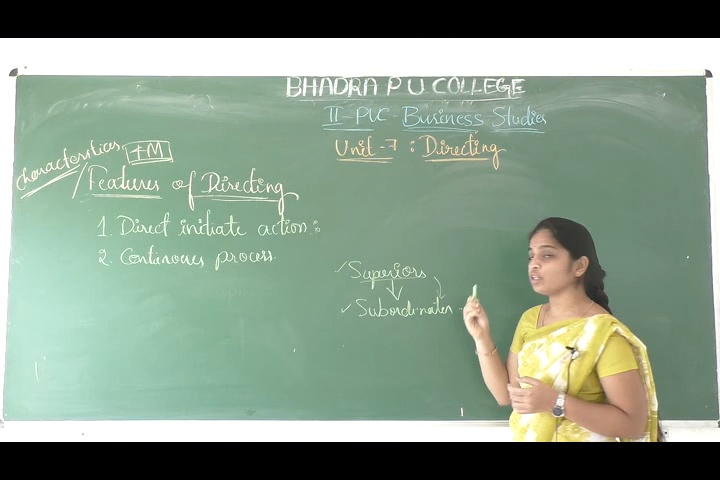 BHADRA P U COLLEGE
II-PUC Business Studies
Unit-7 : Directing
Characteristics 4M
/Features of Directing
1. Direct initiate action:
2. Continuous process.
✓Superiors
✓Subordinates